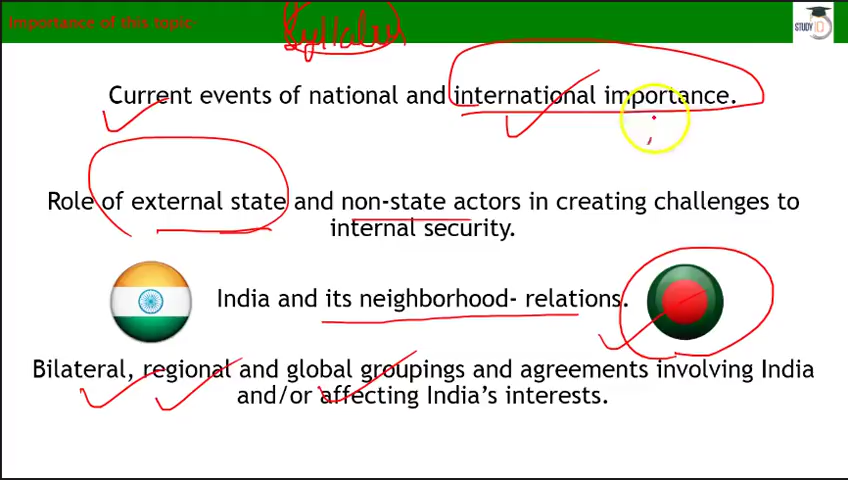 Importance of this topic
Syllabus
STUDY iQ
Current events of national and international importance.
Role of external state and non-state actors in creating challenges to
internal security.
India and its neighborhood- relations.
Bilateral, regional and global groupings and agreements involving India
and/or affecting India's interests.